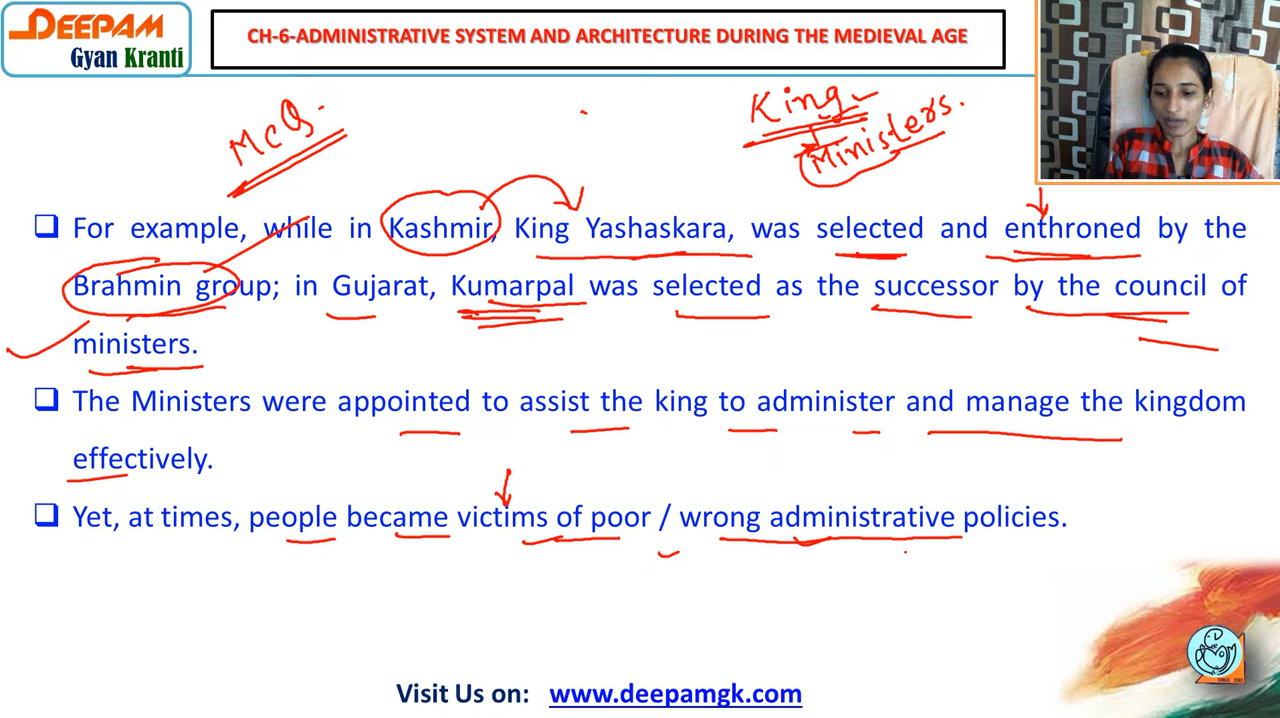 DEEPAM
Gyan Kranti
CH-6-ADMINISTRATIVE SYSTEM AND ARCHITECTURE DURING THE MEDIEVAL AGE
McQ.
King
Ministers.
❑ For example, while in Kashmir, King Yashaskara, was selected and enthroned by the
Brahmin group; in Gujarat, Kumarpal was selected as the successor by the council of
ministers.
❑ The Ministers were appointed to assist the king to administer and manage the kingdom
effectively.
❑ Yet, at times, people became victims of poor / wrong administrative policies.
SINCE 2001
Visit Us on: www.deepamgk.com